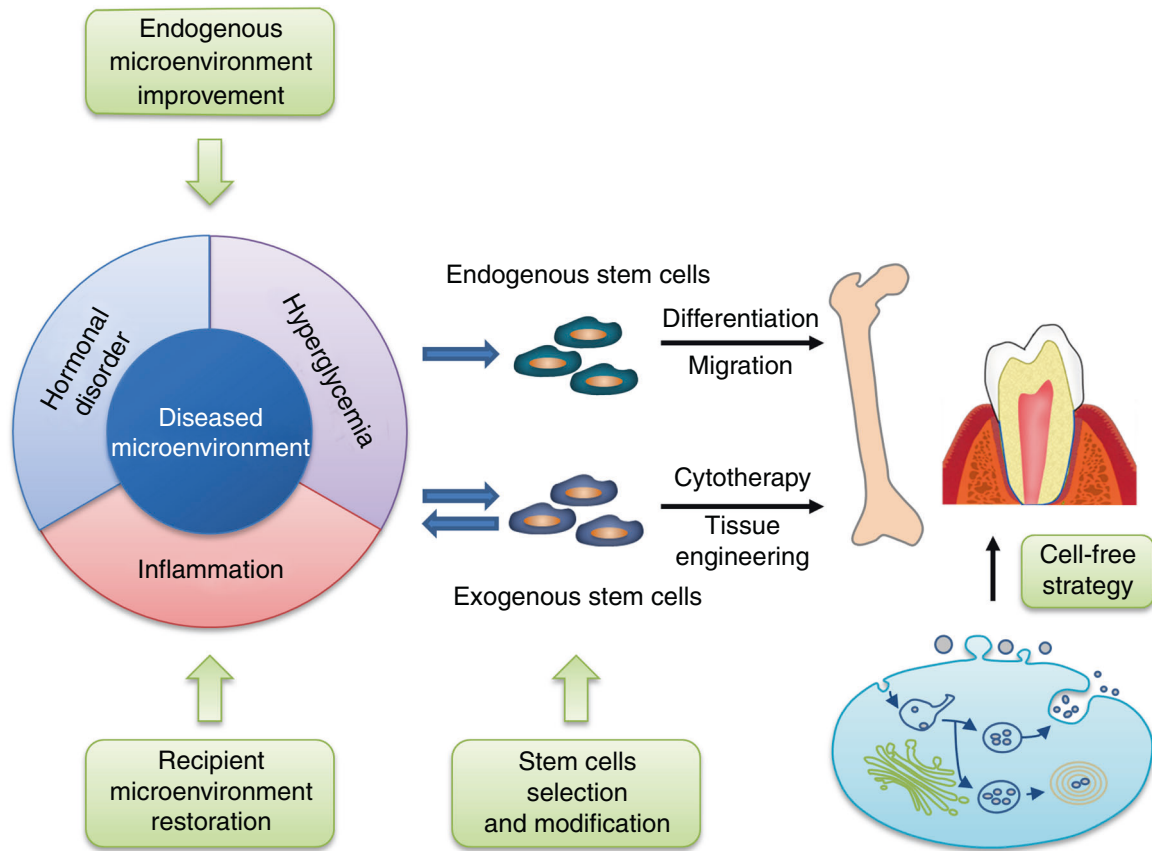 Endogenous
microenvironment
improvement
Hormonal
disorder
Hyperglycemia
Diseased
microenvironment
Inflammation
Endogenous stem cells
Differentiation
Migration
Cytotherapy
Tissue
engineering
Exogenous stem cells
Cell-free
strategy
Recipient
microenvironment
restoration
Stem cells
selection
and modification